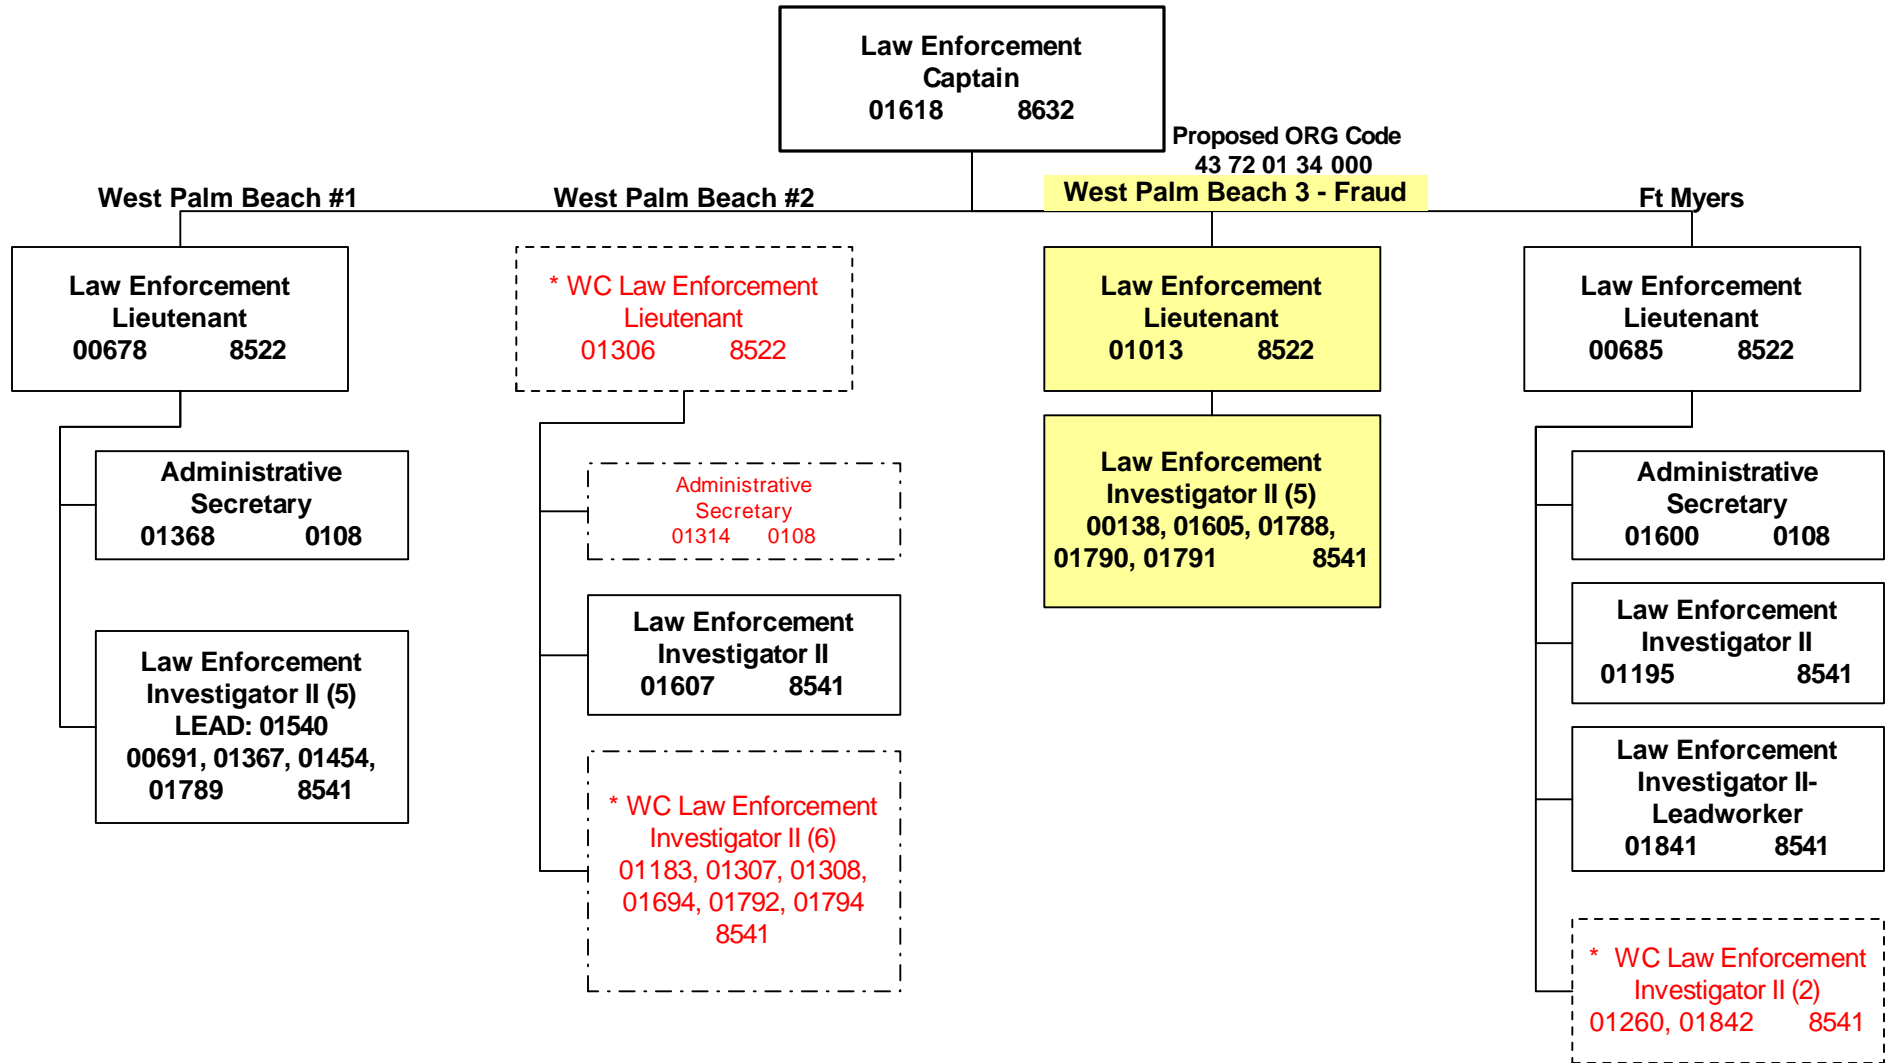 Law Enforcement
Captain
01618 8632
Proposed ORG Code
43 72 01 34 000
West Palm Beach #1
West Palm Beach #2
West Palm Beach 3 - Fraud
Ft Myers
Law Enforcement
Lieutenant
00678 8522
* WC Law Enforcement
Lieutenant
01306 8522
Law Enforcement
Lieutenant
01013 8522
Law Enforcement
Lieutenant
00685 8522
Administrative
Secretary
01368 0108
Law Enforcement
Investigator II (5)
LEAD: 01540
00691, 01367, 01454,
01789 8541
Administrative
Secretary
01314 0108
Law Enforcement
Investigator II
01607 8541
* WC Law Enforcement
Investigator II (6)
01183, 01307, 01308,
01694, 01792, 01794
8541
Law Enforcement
Investigator II (5)
00138, 01605, 01788,
01790, 01791 8541
Administrative
Secretary
01600 0108
Law Enforcement
Investigator II
01195 8541
Law Enforcement
Investigator II-
Leadworker
01841 8541
* WC Law Enforcement
Investigator II (2)
01260, 01842 8541